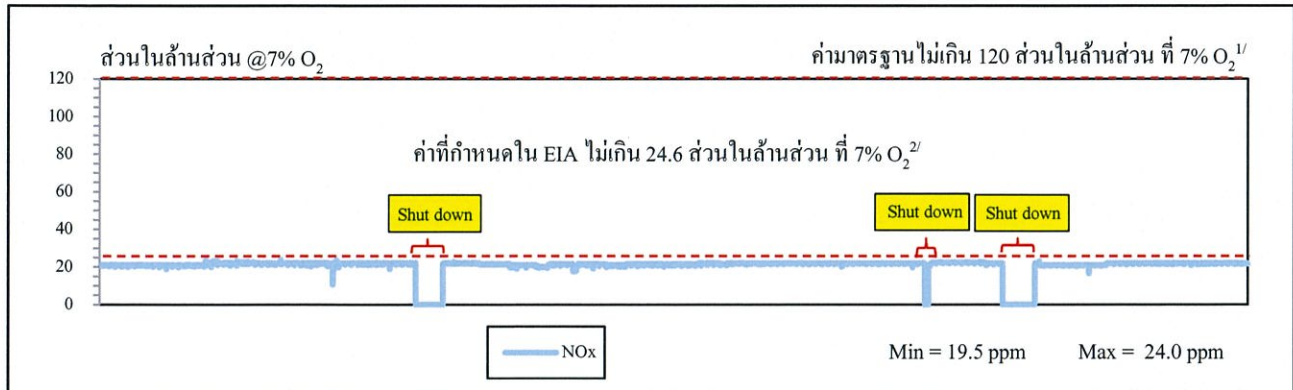 ส่วนในล้านส่วน @7% O2
ค่ามาตรฐานไม่เกิน 120 ส่วนในล้านส่วน ที่ 7% O2 1/
120
100
80
ค่าที่กำหนดใน EIA ไม่เกิน 24.6 ส่วนในล้านส่วน ที่ 7% O2 2/
60
Shut down
Shut down
Shut down
40
20
0
NOx
Min = 19.5 ppm
Max = 24.0 ppm